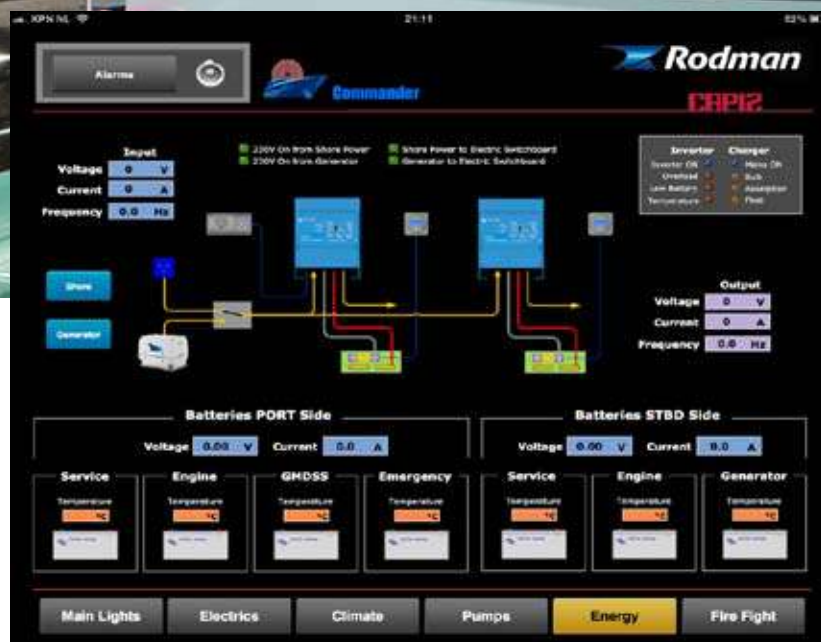 KPN NL 21:11 82%
Alarms
Commander
Rodman
CAPI2
Input
Voltage 0 V
Current 0 A
Frequency 0.0 Hz
230V On from Shore Power
230V On from Generator
Shore Power to Electric Switchboard
Generator to Electric Switchboard
Inverter Charger
Inverter ON Mains ON
Overload Bulk
Low Battery Absorption
Temperature Float
Shore
Generator
Output
Voltage 0 V
Current 0 A
Frequency 0.0 Hz
Batteries PORT Side
Voltage 0.00 V Current 0.0 A
Batteries STBD Side
Voltage 0.00 V Current 0.0 A
Service Engine GMDSS Emergency Service Engine Generator
Temperature Temperature Temperature Temperature Temperature Temperature Temperature
°C °C °C °C °C °C °C
Main Lights Electrics Climate Pumps Energy Fire Fight